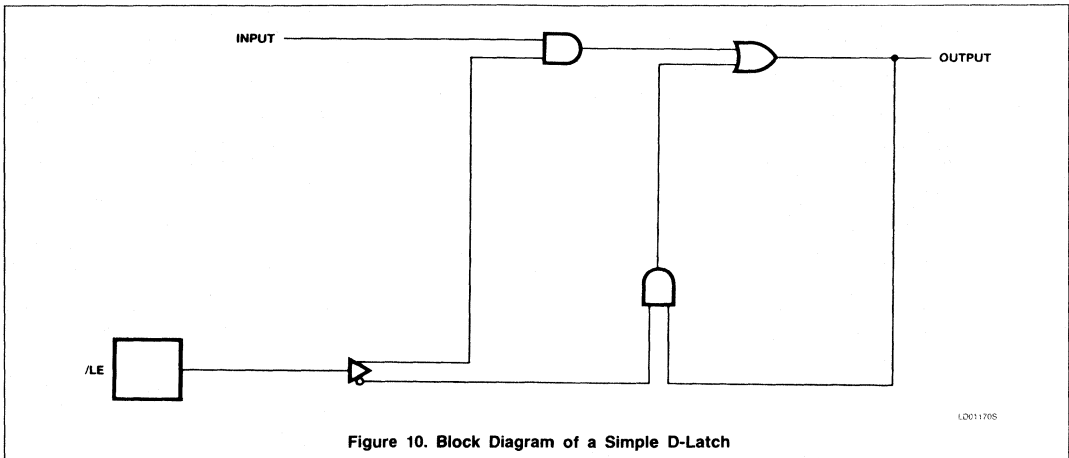 INPUT
OUTPUT
/LE
LD01170S
Figure 10. Block Diagram of a Simple D-Latch